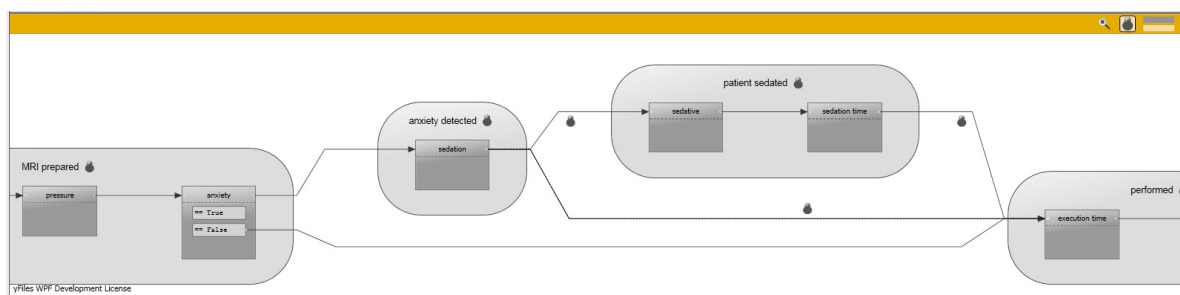 patient sedated
sedative
sedation time
anxiety detected
sedation
MRI prepared
pressure
anxiety
== True
== False
performed
execution time
yFiles WPF Development License